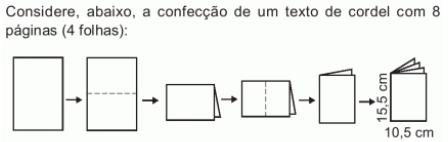 Considere, abaixo, a confecção de um texto de cordel com 8
páginas (4 folhas):
15,5 cm
10,5 cm